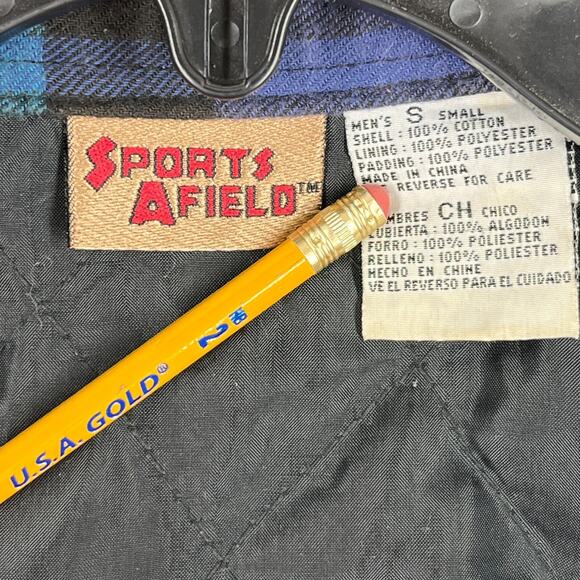 SPORTS
AFIELD™
MEN'S S SMALL
SHELL: 100% COTTON
LINING: 100% POLYESTER
PADDING: 100% POLYESTER
MADE IN CHINA
REVERSE FOR CARE
CH CHICO
100% ALGODON
FORRO: 100% POLIESTER
RELLENO: 100% POLIESTER
HECHO EN CHINE
VE EL REVERSO PARA EL CUIDADO
U.S.A. GOLD® 2 HB